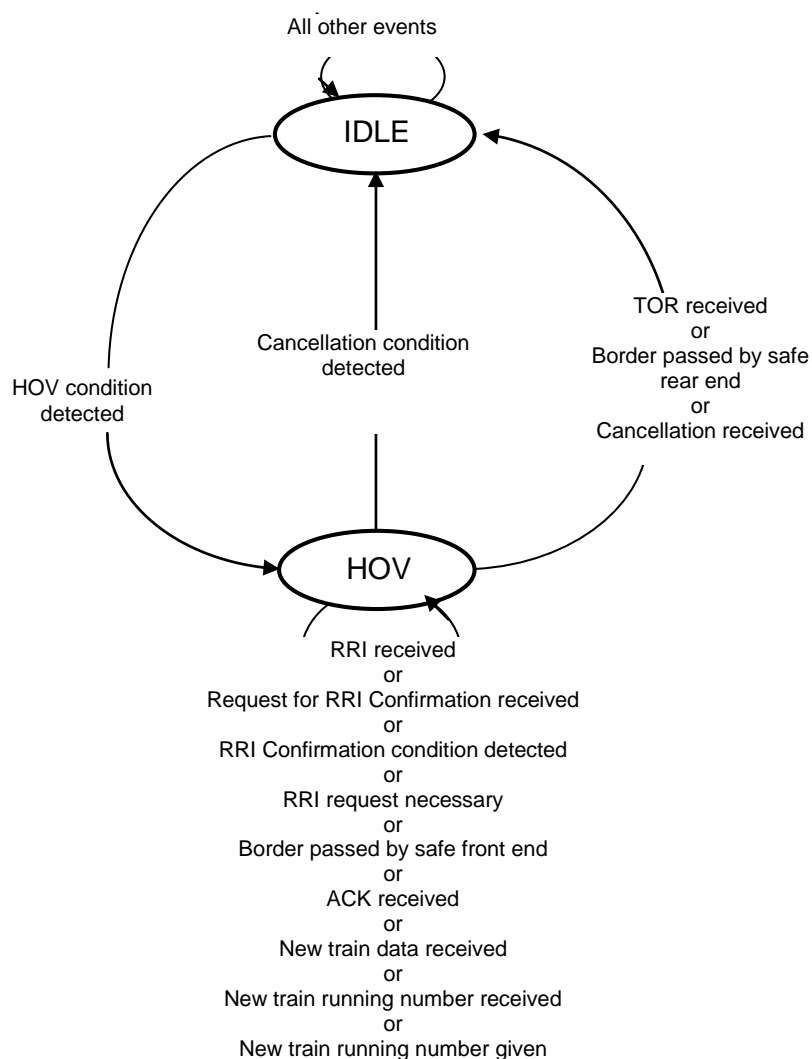 All other events
IDLE
TOR received
or
Border passed by safe
rear end
or
Cancellation received
Cancellation condition
detected
HOV condition
detected
HOV
RRI received
or
Request for RRI Confirmation received
or
RRI Confirmation condition detected
or
RRI request necessary
or
Border passed by safe front end
or
ACK received
or
New train data received
or
New train running number received
or
New train running number given